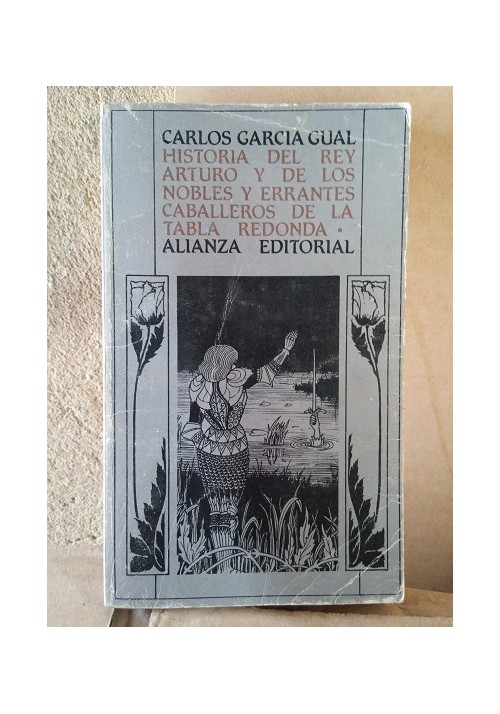 CARLOS GARCIA GUAL
HISTORIA DEL REY
ARTURO Y DE LOS
NOBLES Y ERRANTES
CABALLEROS DE LA
TABLA REDONDA •
ALIANZA EDITORIAL